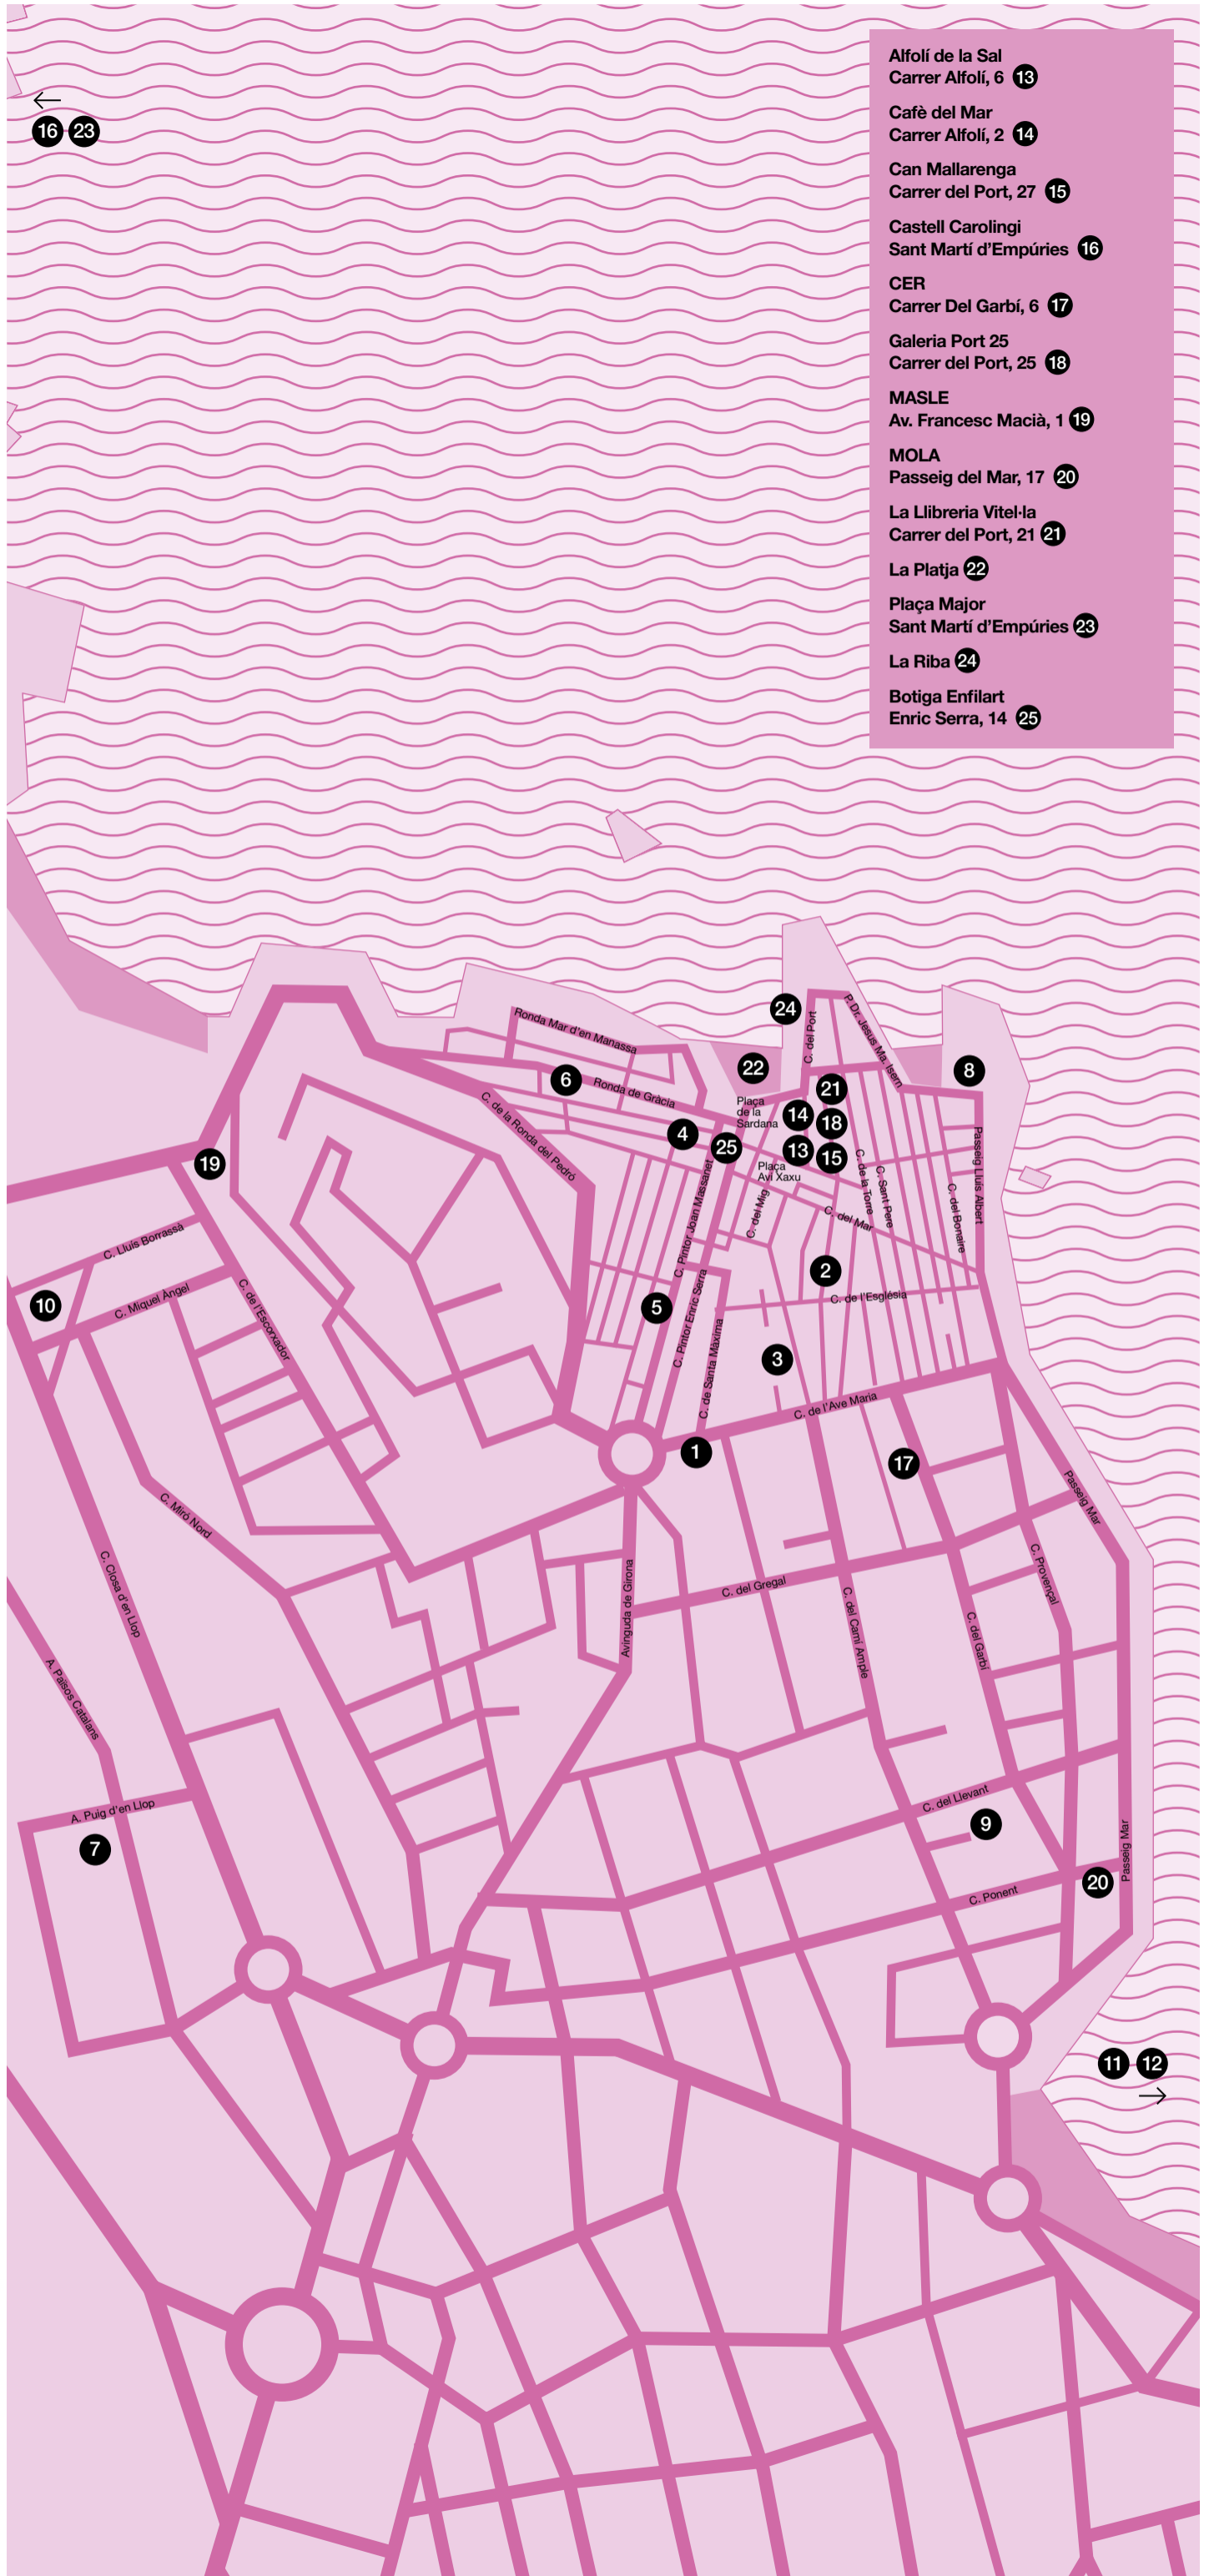 Alfolí de la Sal
Carrer Alfolí, 6 13
Cafè del Mar
Carrer Alfolí, 2 14
Can Mallarenga
Carrer del Port, 27 15
Castell Carolingi
Sant Martí d’Empúries 16
CER
Carrer Del Garbí, 6 17
Galeria Port 25
Carrer del Port, 25 18
MASLE
Av. Francesc Macià, 1 19
MOLA
Passeig del Mar, 17 20
La Llibreria Vitel·la
Carrer del Port, 21 21
La Platja 22
Plaça Major
Sant Martí d’Empúries 23
La Riba 24
Botiga Enfilart
Enric Serra, 14 25
←
16 23
24
C. del Port
P. Dr. Jesus Ma. Isern
Ronda Mar d’en Manassa
22
8
6
Ronda de Gràcia
21
Plaça
de la
Sardana
14
18
C. de la Ronda del Pedró
4
25
13
15
Plaça
Avi Xaxu
19
C. de la Torre
C. Sant Pere
Passeig Lluís Albert
C. del Bonaire
C. del Mig
C. del Mar
C. Pintor Joan Massanet
C. Lluís Borrassà
2
10
C. Miquel Àngel
C. de l’Escorxador
5
C. de l’Església
C. Pintor Enric Serra
C. de Santa Màxima
3
C. de l’Ave Maria
1
17
Passeig Mar
C. Miró Nord
C. Closa d’en Llop
C. Provençal
Avinguda de Girona
C. del Gregal
C. del Camí Ample
C. del Garbí
A. Països Catalans
A. Puig d’en Llop
7
C. del Llevant
9
Passeig Mar
20
C. Ponent
11 12
→